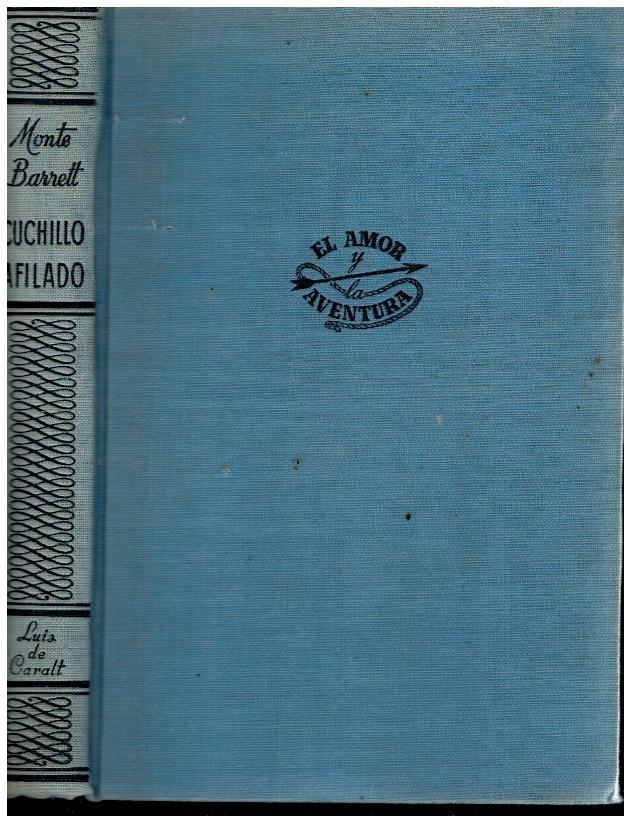 Monte
Barrett
CUCHILLO
AFILADO
Luis
de
Caralt
EL AMOR
y
la
AVENTURA